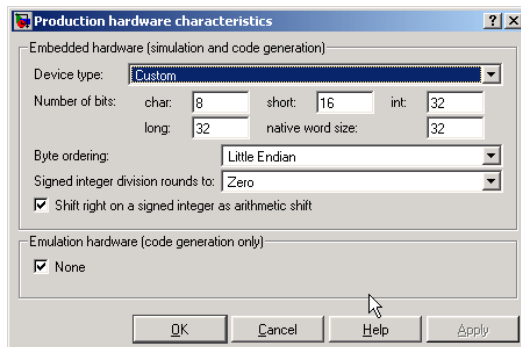 Production hardware characteristics
Embedded hardware (simulation and code generation)
Device type: Custom
Number of bits: char: 8 short: 16 int: 32
long: 32 native word size: 32
Byte ordering: Little Endian
Signed integer division rounds to: Zero
Shift right on a signed integer as arithmetic shift
Emulation hardware (code generation only)
None
OK Cancel Help Apply